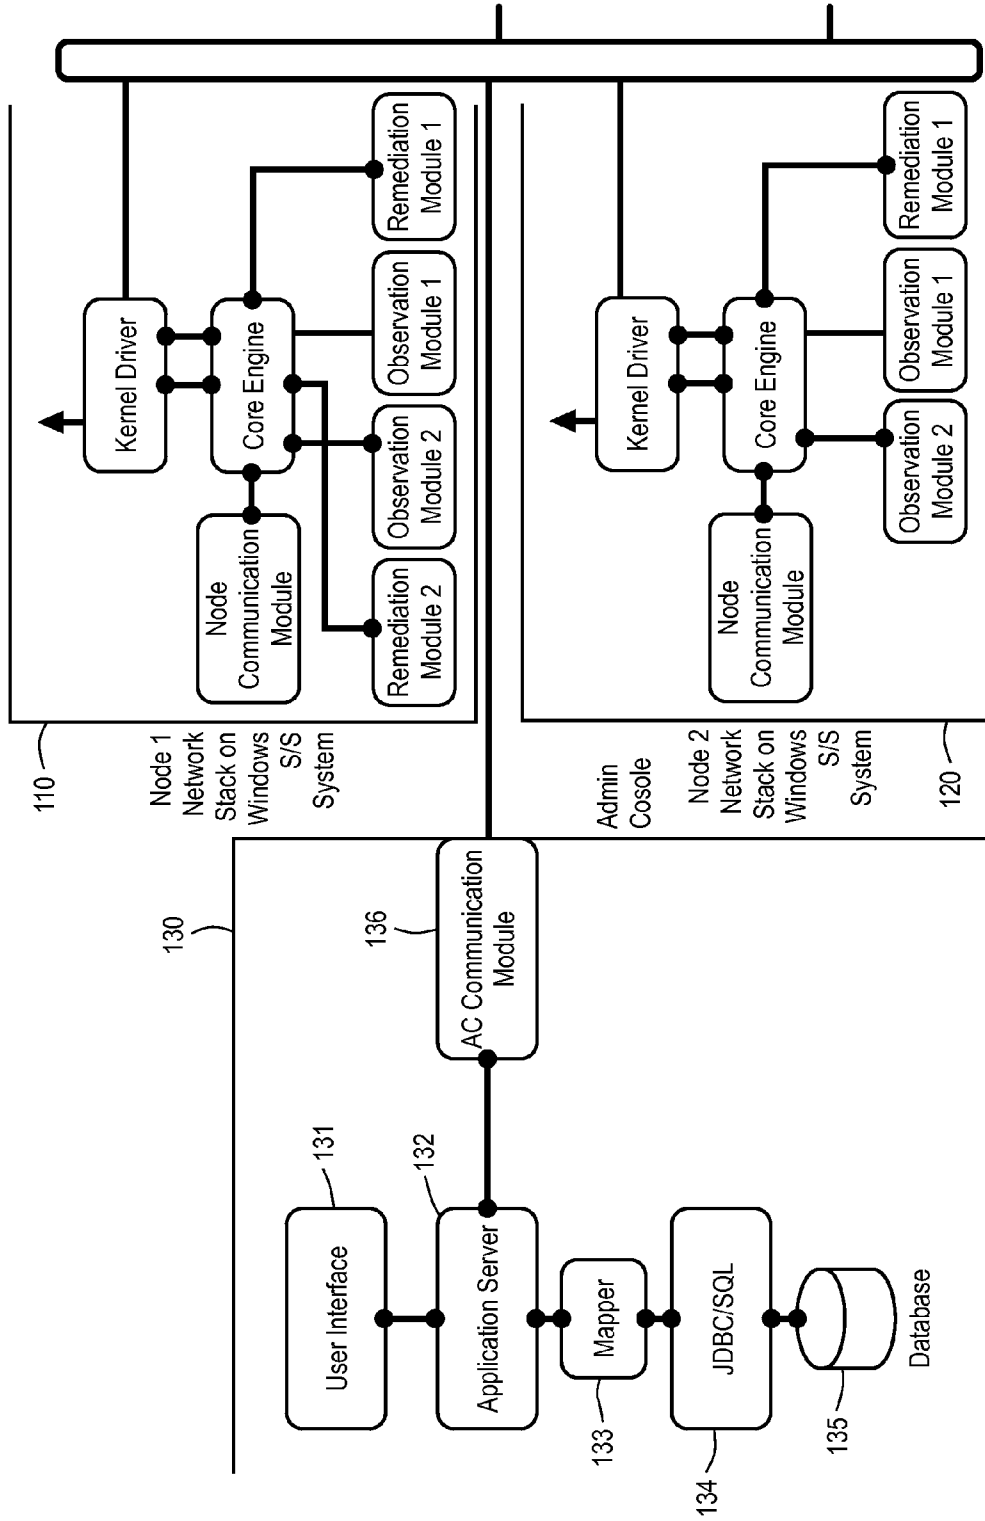 130
User Interface
131
Application Server
132
Mapper
133
JDBC/SQL
134
135
Database
AC Communication
Module
136
110
Node 1
Network
Stack on
Windows
S/S
System
Kernel Driver
Core Engine
Node
Communication
Module
Remediation
Module 2
Observation
Module 2
Observation
Module 1
Remediation
Module 1
Admin
Cosole
Node 2
Network
Stack on
Windows
S/S
System
120
Kernel Driver
Core Engine
Node
Communication
Module
Observation
Module 2
Observation
Module 1
Remediation
Module 1